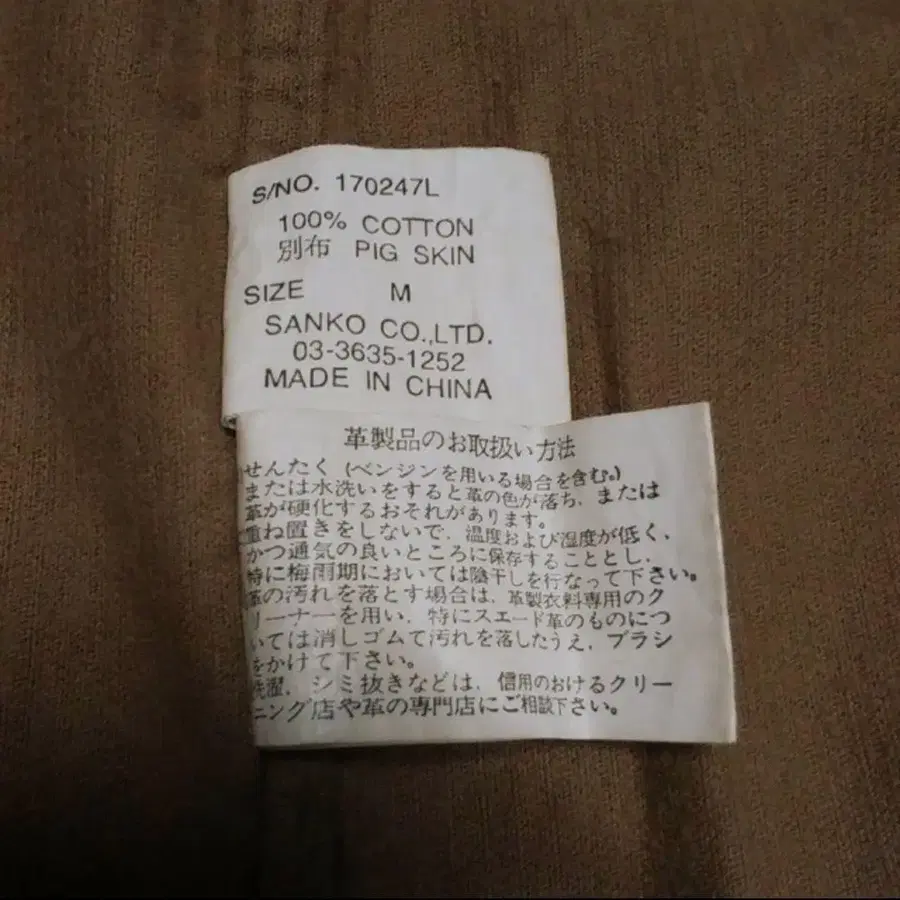 S/NO. 170247L
100% COTTON
別布 PIG SKIN
SIZE M
SANKO CO.,LTD.
03-3635-1252
MADE IN CHINA
革製品のお取扱い方法
せんたく (ベンジンを用いる場合を含む。)
または水洗いをすると革の色が落ち、または
革が硬化するおそれがあります。
重ね置きをしないで、温度および湿度が低く、
かつ通気の良いところに保存することとし、
特に梅雨期においては陰干しを行なって下さい。
革の汚れを落とす場合は、革製衣料専用のク
リーナーを用い、特にスエード革のものにつ
いては消しゴムて汚れを落したうえ、ブラシ
をかけて下さい。
洗濯、シミ抜きなどは、信用のおけるクリー
ニング店や革の専門店にご相談下さい。